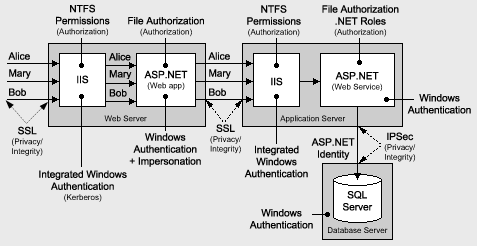 NTFS
Permissions
(Authorization)
File Authorization
(Authorization)
NTFS
Permissions
(Authorization)
File Authorization
.NET Roles
(Authorization)
Alice
Mary
Bob
IIS
Alice
Mary
Bob
ASP.NET
(Web app)
Alice
Mary
Bob
IIS
ASP.NET
(Web Service)
Web Server
Application Server
Windows
Authentication
SSL
(Privacy/
Integrity)
Integrated Windows
Authentication
(Kerberos)
Windows
Authentication
+ Impersonation
SSL
(Privacy/
Integrity)
Integrated
Windows
Authentication
ASP.NET
Identity
IPSec
(Privacy/
Integrity)
SQL
Server
Windows
Authentication
Database Server